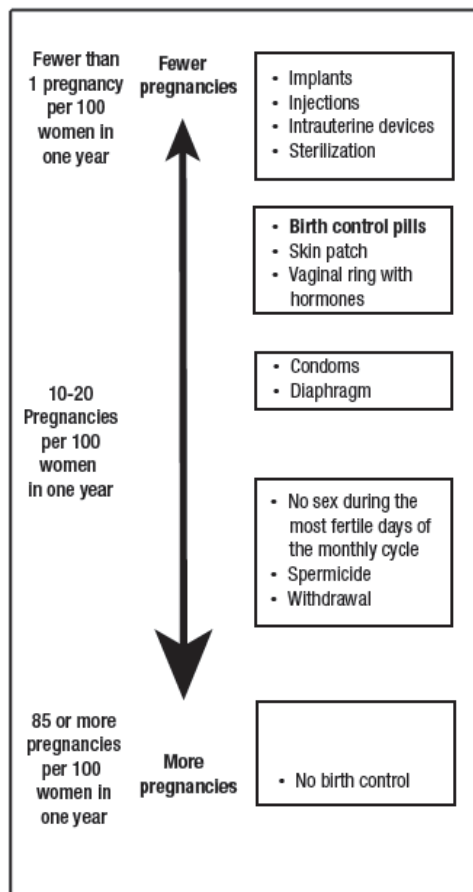 Fewer than
1 pregnancy
per 100
women in
one year
Fewer
pregnancies
• Implants
• Injections
• Intrauterine devices
• Sterilization
• Birth control pills
• Skin patch
• Vaginal ring with
hormones
• Condoms
• Diaphragm
10-20
Pregnancies
per 100
women
in one year
• No sex during the
most fertile days of
the monthly cycle
• Spermicide
• Withdrawal
85 or more
pregnancies
per 100
women in
one year
More
pregnancies
• No birth control